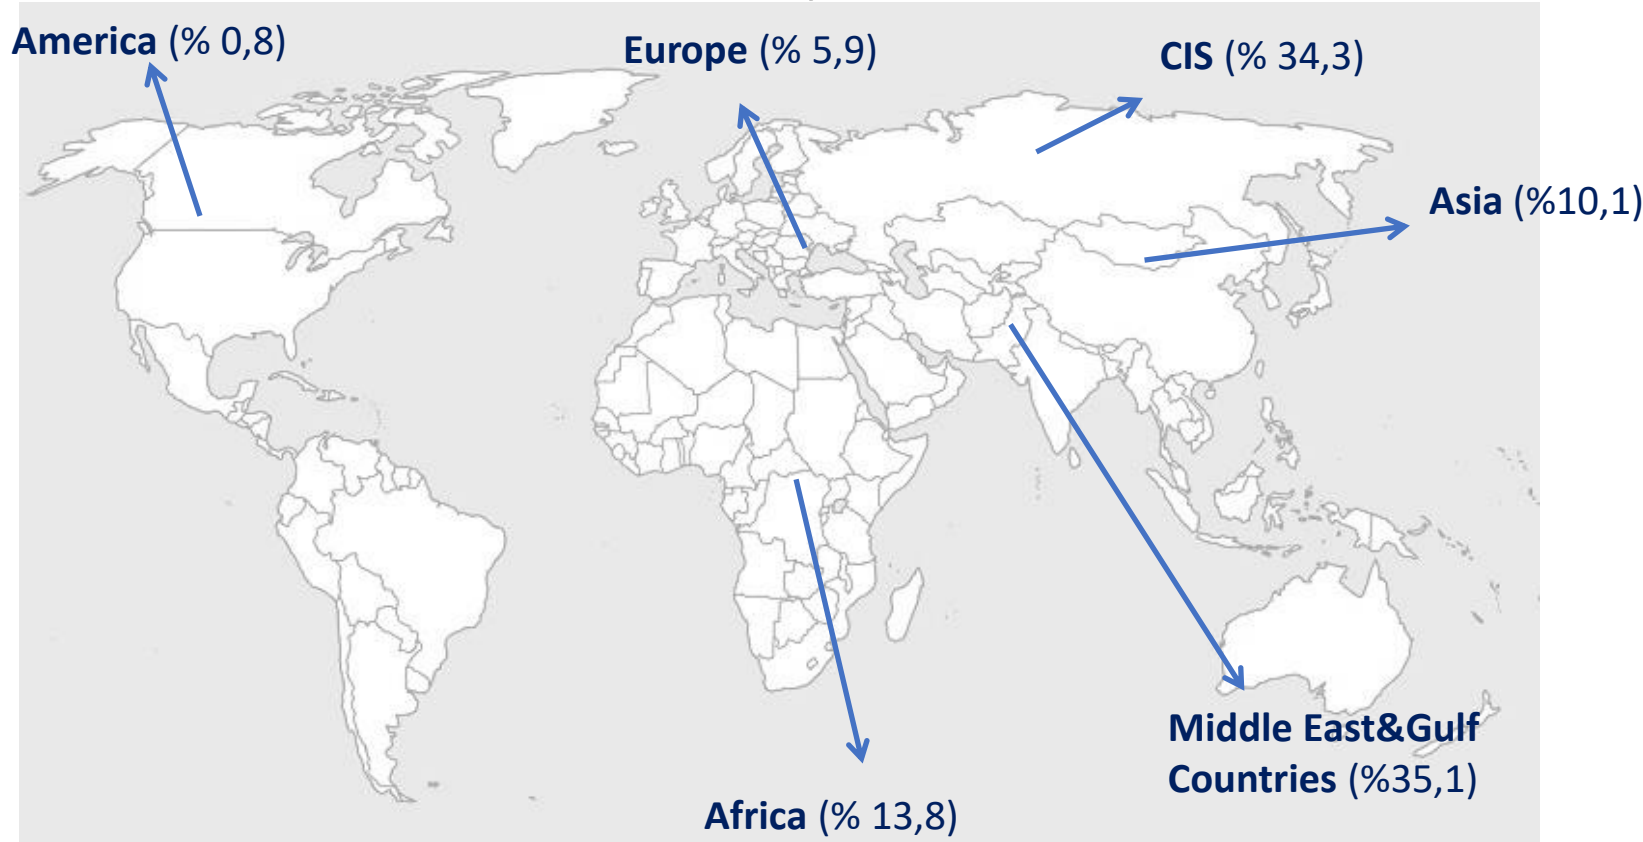 America (% 0,8)
Europe (% 5,9)
CIS (% 34,3)
Asia (%10,1)
Middle East&Gulf
Countries (%35,1)
Africa (% 13,8)